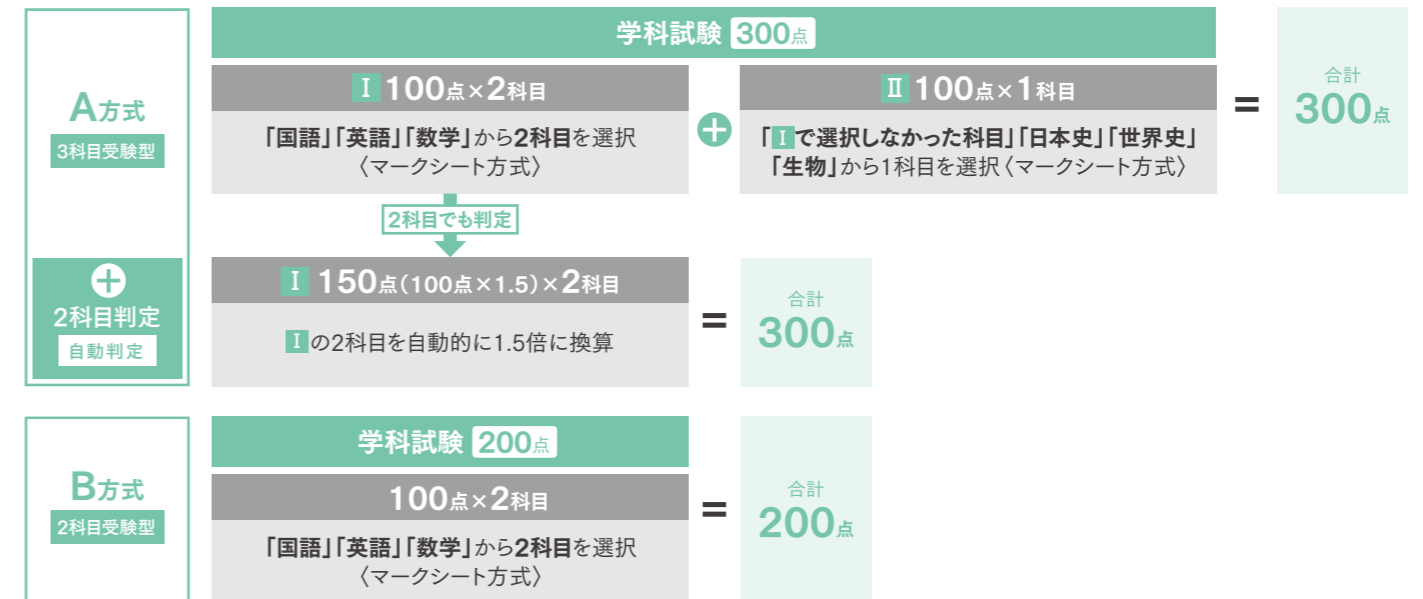 A方式
3科目受験型
学科試験 300点
Ⅰ 100点×2科目
「国語」「英語」「数学」から2科目を選択
〈マークシート方式〉
+
Ⅱ 100点×1科目
「Ⅰで選択しなかった科目」「日本史」「世界史」
「生物」から1科目を選択〈マークシート方式〉
=
合計
300点
2科目でも判定
+
2科目判定
自動判定
Ⅰ 150点(100点×1.5)×2科目
Ⅰの2科目を自動的に1.5倍に換算
=
合計
300点
B方式
2科目受験型
学科試験 200点
100点×2科目
「国語」「英語」「数学」から2科目を選択
〈マークシート方式〉
=
合計
200点